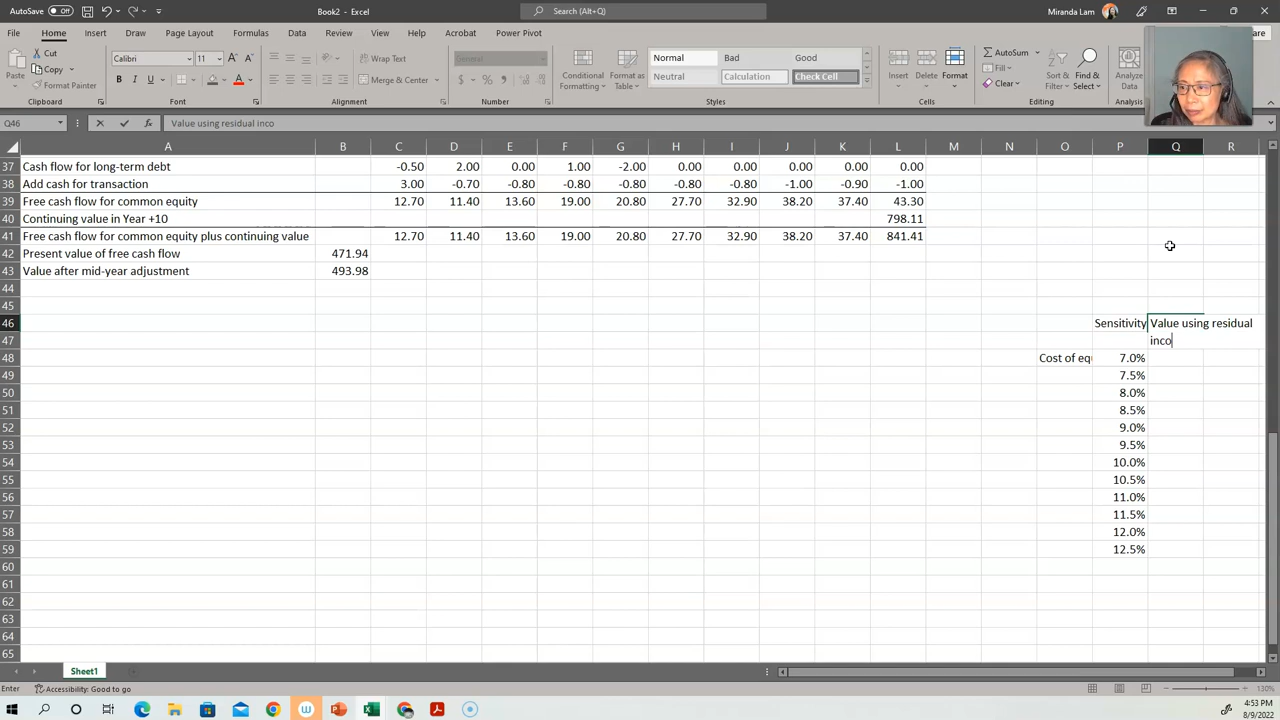 AutoSave Off Book2 - Excel Search (Alt+Q) Miranda Lam
File Home Insert Draw Page Layout Formulas Data Review View Help Acrobat Power Pivot
Paste Cut Copy Format Painter Clipboard
Calibri 11 B I U A Font
Wrap Text Merge & Center Alignment
General $ % Number
Conditional Formatting Format as Table Normal Bad Good Neutral Calculation Check Cell Styles
Insert Delete Format Cells
AutoSum Fill Clear Sort & Filter Find & Select Editing
Analyze Data Analysis
Q46 fx Value using residual inco
A B C D E F G H I J K L M N O P Q R
37 Cash flow for long-term debt -0.50 2.00 0.00 1.00 -2.00 0.00 0.00 0.00 0.00 0.00
38 Add cash for transaction 3.00 -0.70 -0.80 -0.80 -0.80 -0.80 -0.80 -1.00 -0.90 -1.00
39 Free cash flow for common equity 12.70 11.40 13.60 19.00 20.80 27.70 32.90 38.20 37.40 43.30
40 Continuing value in Year +10 798.11
41 Free cash flow for common equity plus continuing value 12.70 11.40 13.60 19.00 20.80 27.70 32.90 38.20 37.40 841.41
42 Present value of free cash flow 471.94
43 Value after mid-year adjustment 493.98
44
45
46 Sensitivity Value using residual
47 inco
48 Cost of equ 7.0%
49 7.5%
50 8.0%
51 8.5%
52 9.0%
53 9.5%
54 10.0%
55 10.5%
56 11.0%
57 11.5%
58 12.0%
59 12.5%
60
61
62
63
64
65
Sheet1
Enter Accessibility: Good to go 130%
4:53 PM
8/9/2022